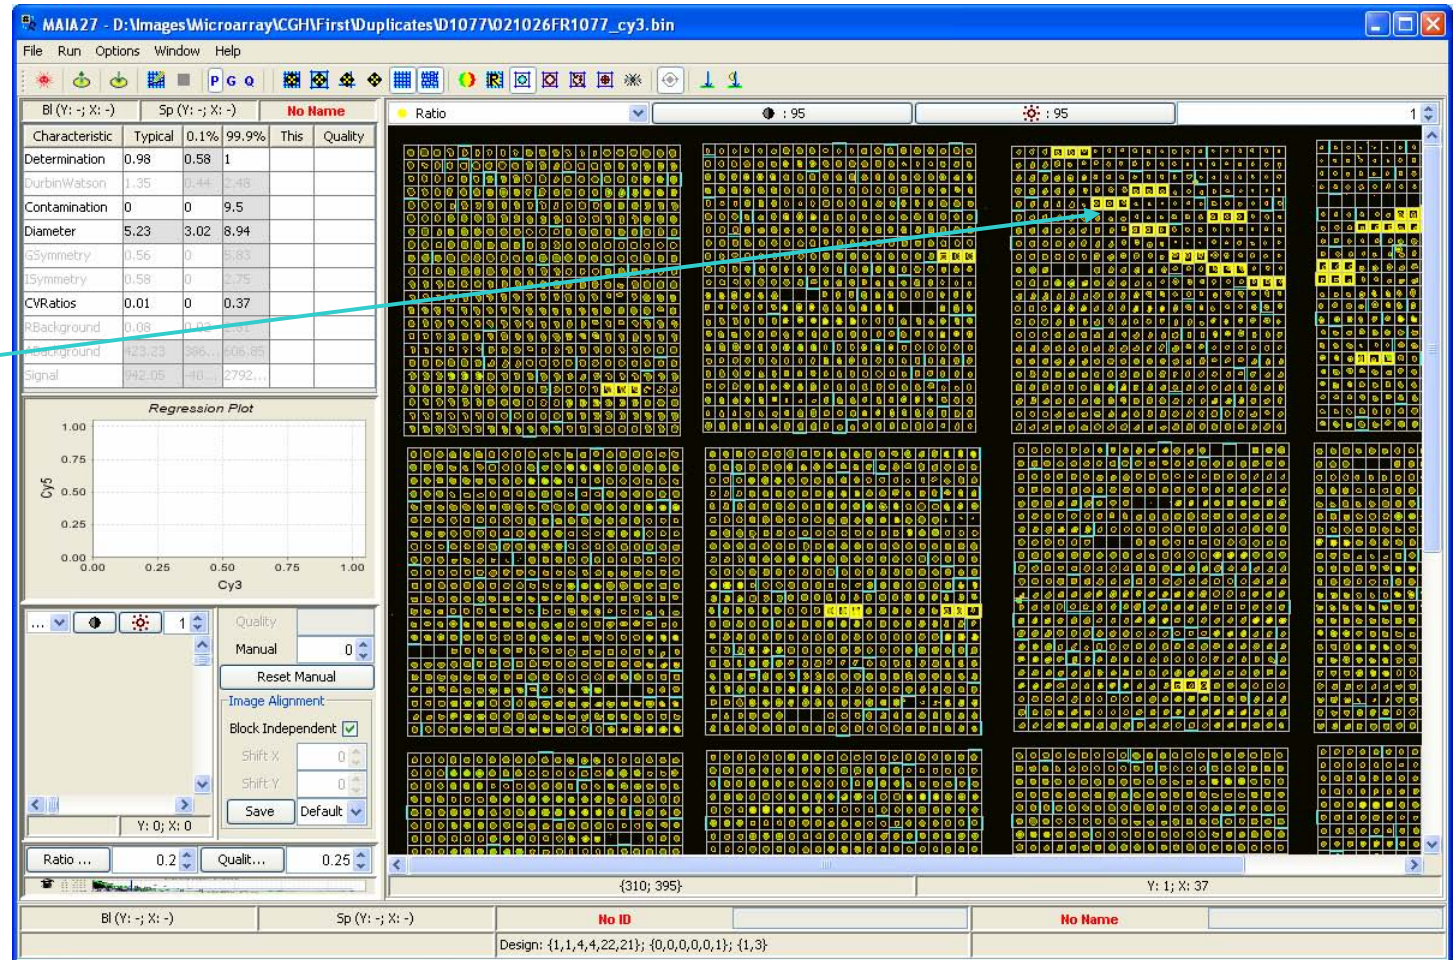 MAIA27 - D:\Images\Microarray\CGH\First\Duplicates\D1077\021026FR1077_cy3.bin
File Run Options Window Help
P G Q
Bl (Y: -; X: -) Sp (Y: -; X: -) No Name
Ratio : 95 : 95 1
Characteristic Typical 0.1% 99.9% This Quality
Determination 0.98 0.58 1
DurbinWatson 1.35 0.44 2.48
Contamination 0 0 9.5
Diameter 5.23 3.02 8.94
GSymmetry 0.56 0 5.83
ISymmetry 0.58 0 2.75
CVRatios 0.01 0 0.37
RBackground 0.08
ABackground 423.23 386... 606.85
Signal 942.05 2792...
Regression Plot
1.00
0.75
0.50
0.25
0.00
Cy5
0.00 0.25 0.50 0.75 1.00
Cy3
... 1
Quality
Manual 0
Reset Manual
Image Alignment
Block Independent
Shift X 0
Shift Y 0
Save Default
Y: 0; X: 0
Ratio ... 0.2 Qualit... 0.25
{310; 395} Y: 1; X: 37
Bl (Y: -; X: -) Sp (Y: -; X: -) No ID No Name
Design: {1,1,4,4,22,21}; {0,0,0,0,0,1}; {1,3}